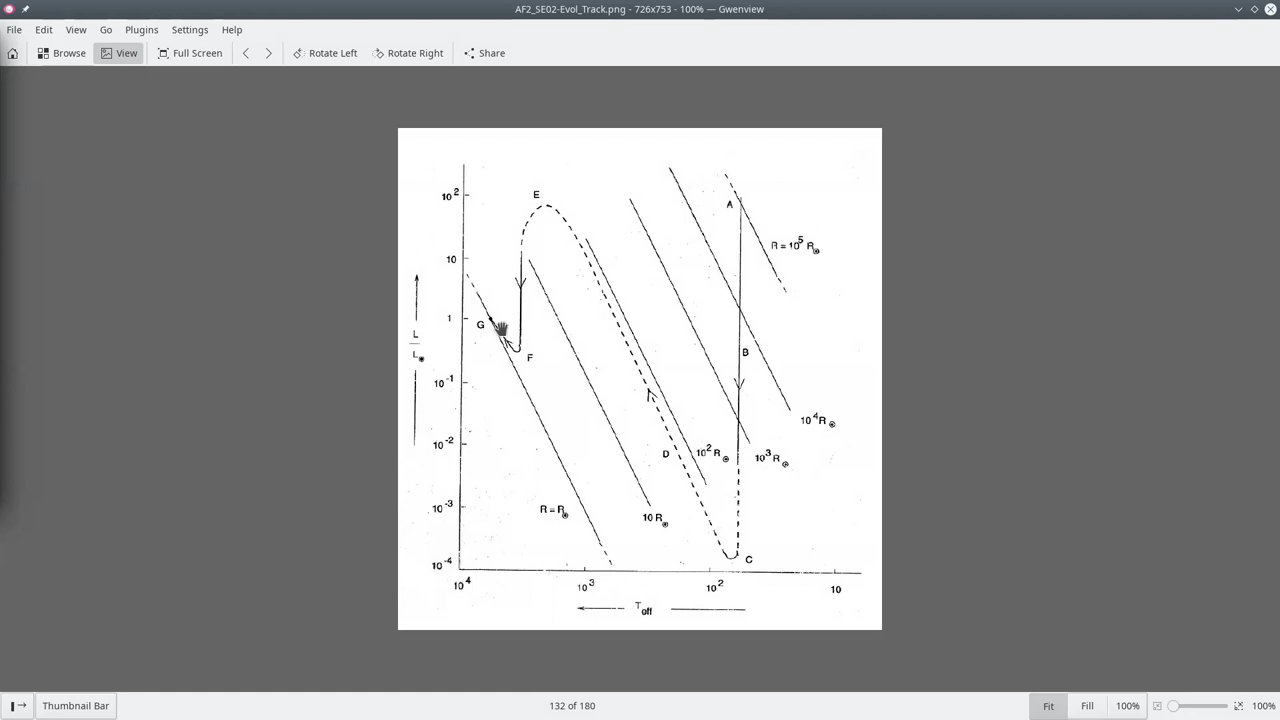 AF2_SE02-Evol_Track.png - 726x753 - 100% — Gwenview
File Edit View Go Plugins Settings Help
Browse View Full Screen Rotate Left Rotate Right Share
E
10²
A
R = 10⁵ R⊙
10
1
G
L
L⊙
F
B
10⁻¹
10⁴ R⊙
10⁻²
D
10² R⊙
10³ R⊙
10⁻³
R = R⊙
10 R⊙
10⁻⁴
C
10⁴ 10³ 10² 10
Teff
Thumbnail Bar 132 of 180 Fit Fill 100% 100%